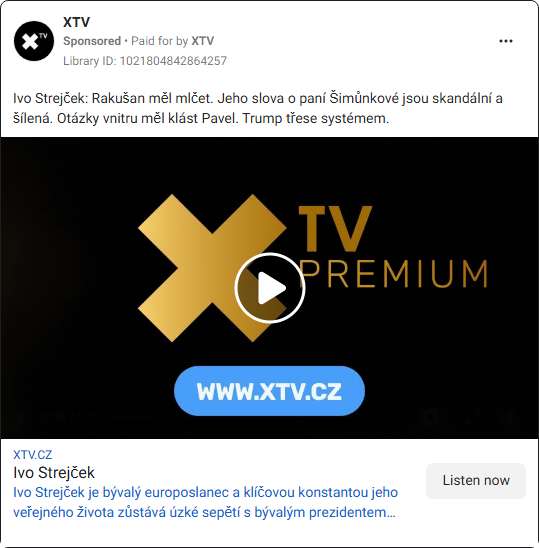 XTV
Sponsored • Paid for by XTV
Library ID: 1021804842864257
Ivo Strejček: Rakušan měl mlčet. Jeho slova o paní Šimůnkové jsou skandální a
šílená. Otázky vnitru měl klást Pavel. Trump třese systémem.
X TV
PREMIUM
WWW.XTV.CZ
XTV.CZ
Ivo Strejček
Ivo Strejček je bývalý europoslanec a klíčovou konstantou jeho
veřejného života zůstává úzké sepětí s bývalým prezidentem...
Listen now